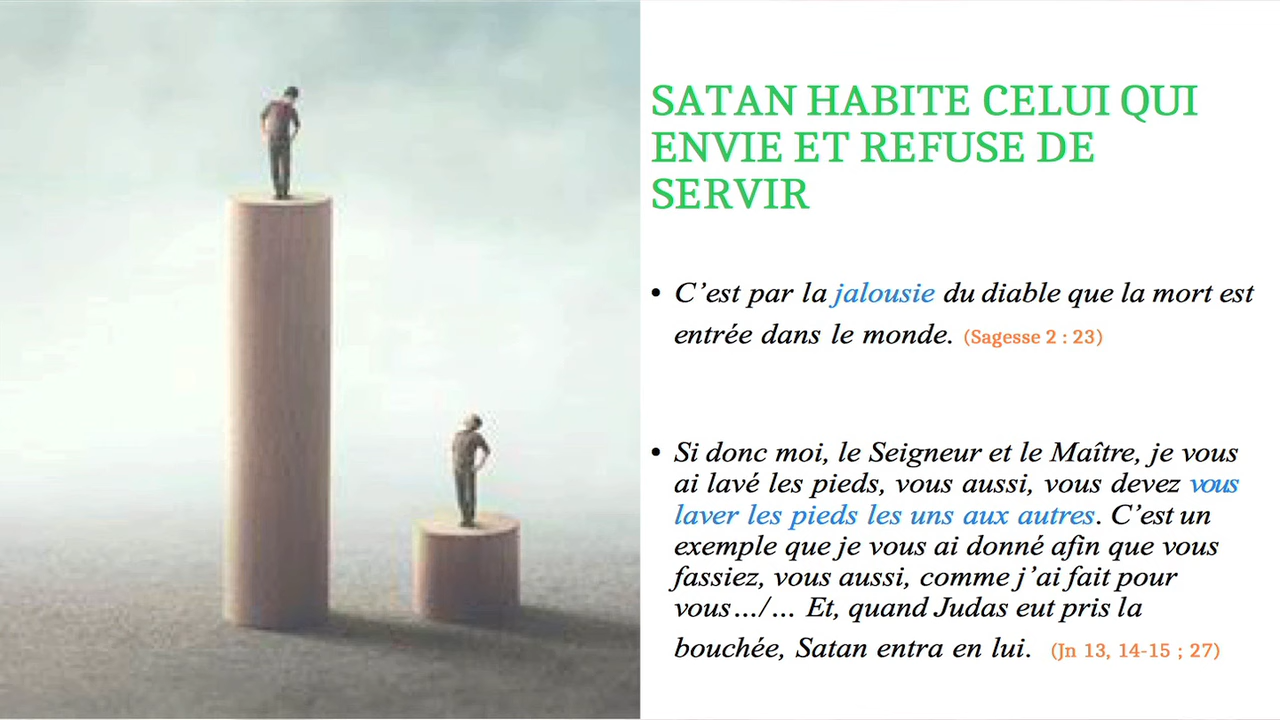 SATAN HABITE CELUI QUI
ENVIE ET REFUSE DE
SERVIR
• C’est par la jalousie du diable que la mort est
entrée dans le monde. (Sagesse 2 : 23)
• Si donc moi, le Seigneur et le Maître, je vous
ai lavé les pieds, vous aussi, vous devez vous
laver les pieds les uns aux autres. C’est un
exemple que je vous ai donné afin que vous
fassiez, vous aussi, comme j’ai fait pour
vous…/… Et, quand Judas eut pris la
bouchée, Satan entra en lui. (Jn 13, 14-15 ; 27)